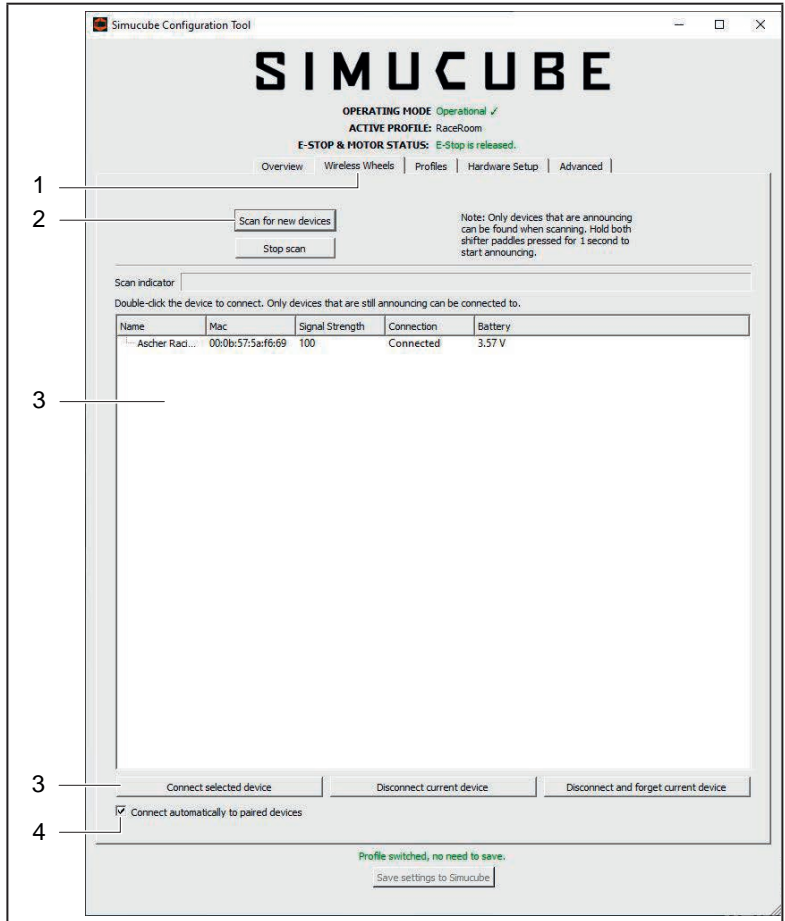 Simucube Configuration Tool
SIMUCUBE
OPERATING MODE Operational ✓
ACTIVE PROFILE: RaceRoom
E-STOP & MOTOR STATUS: E-Stop is released.
Overview Wireless Wheels Profiles Hardware Setup Advanced
1
2
Scan for new devices
Note: Only devices that are announcing
can be found when scanning. Hold both
shifter paddles pressed for 1 second to
start announcing.
Stop scan
Scan indicator
Double-click the device to connect. Only devices that are still announcing can be connected to.
Name Mac Signal Strength Connection Battery
Ascher Raci... 00:0b:57:5a:f6:69 100 Connected 3.57 V
3
3
Connect selected device Disconnect current device Disconnect and forget current device
Connect automatically to paired devices
4
Profile switched, no need to save.
Save settings to Simucube